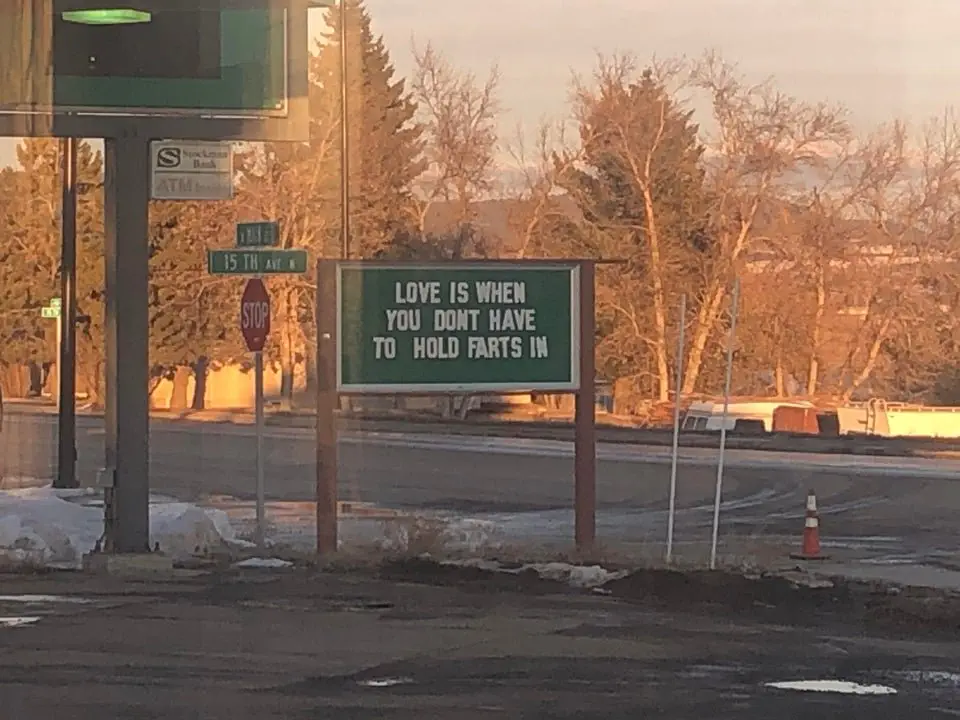 S Stockman
Bank
ATM
15 TH AVE N
STOP
LOVE IS WHEN
YOU DONT HAVE
TO HOLD FARTS IN